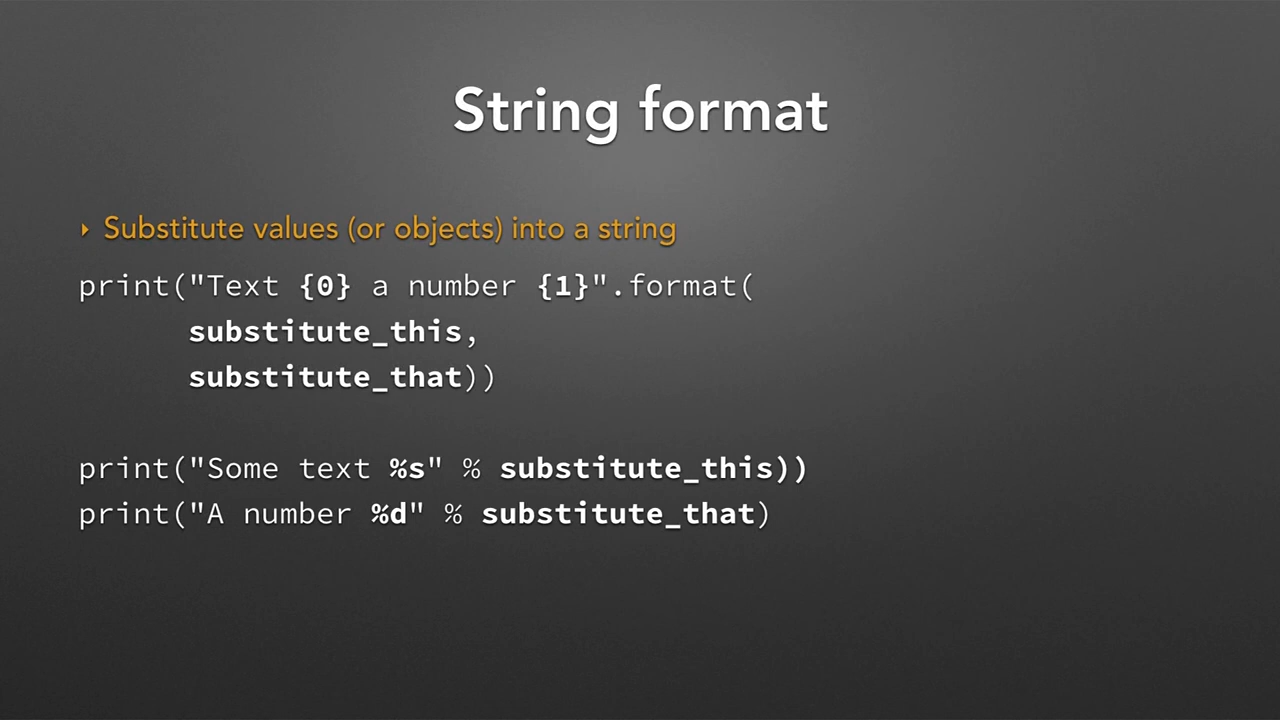 String format
‣ Substitute values (or objects) into a string
print("Text {0} a number {1}".format(
      substitute_this,
      substitute_that))
print("Some text %s" % substitute_this))
print("A number %d" % substitute_that)